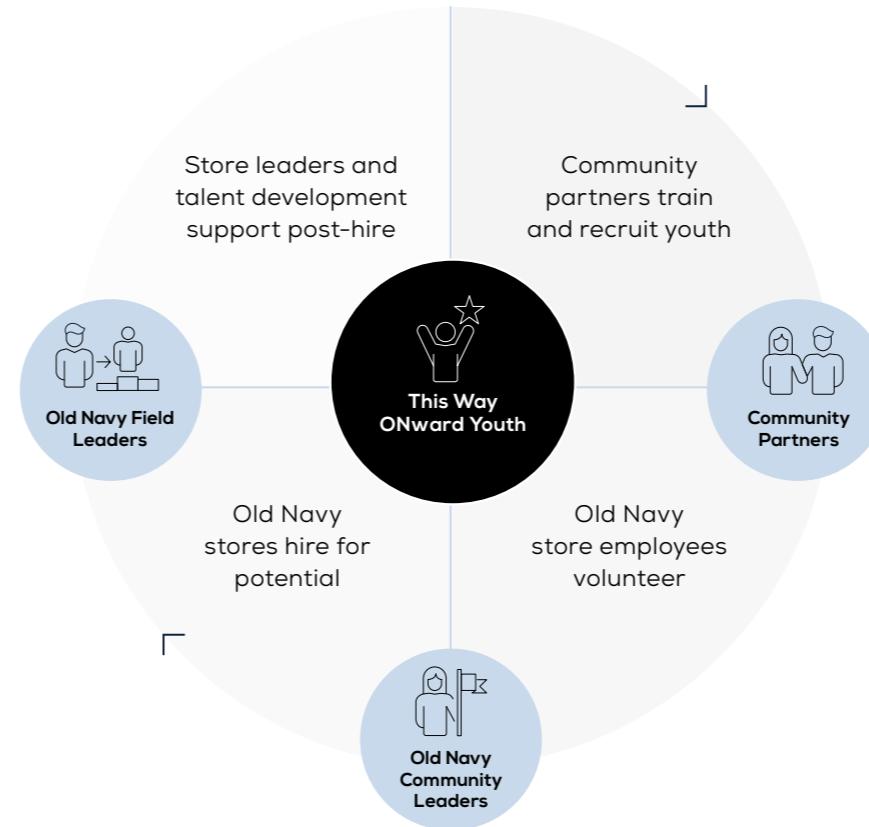 Store leaders and
talent development
support post-hire
Community
partners train
and recruit youth
This Way
ONward Youth
Old Navy Field
Leaders
Community
Partners
Old Navy
stores hire for
potential
Old Navy
store employees
volunteer
Old Navy
Community
Leaders